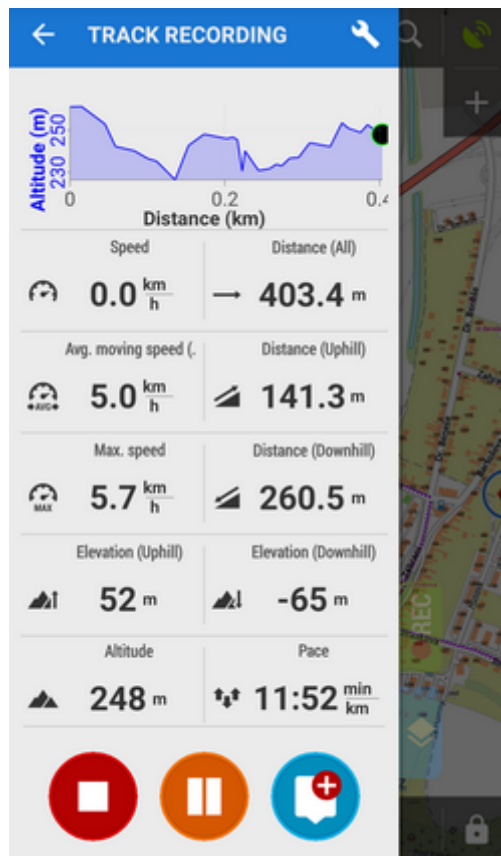 TRACK RECORDING
Altitude (m)
250
230
0
0.2
0.4
Distance (km)
Speed
Distance (All)
0.0 km/h
403.4 m
Avg. moving speed (.
Distance (Uphill)
AVG
5.0 km/h
141.3 m
Max. speed
Distance (Downhill)
MAX
5.7 km/h
260.5 m
Elevation (Uphill)
Elevation (Downhill)
52 m
-65 m
Altitude
Pace
248 m
11:52 min/km
REC